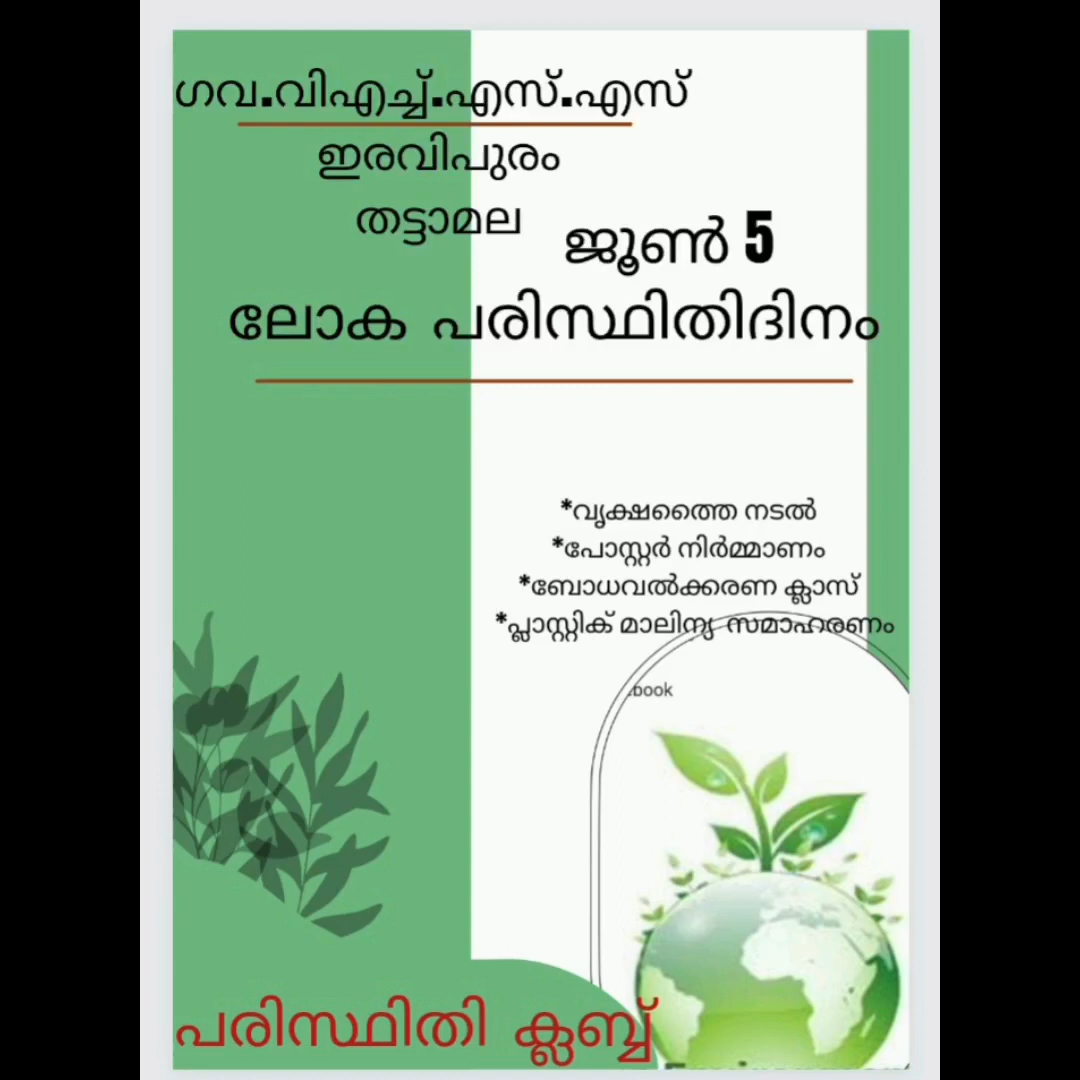 ഗവ.വിഎച്ച്.എസ്.എസ്
ഇരവിപുരം
തട്ടാമല
ജൂൺ 5
ലോക പരിസ്ഥിതിദിനം
*വൃക്ഷത്തൈ നടൽ
*പോസ്റ്റർ നിർമ്മാണം
*ബോധവൽക്കരണ ക്ലാസ്
*പ്ലാസ്റ്റിക് മാലിന്യ സമാഹരണം
book
പരിസ്ഥിതി ക്ലബ്ബ്